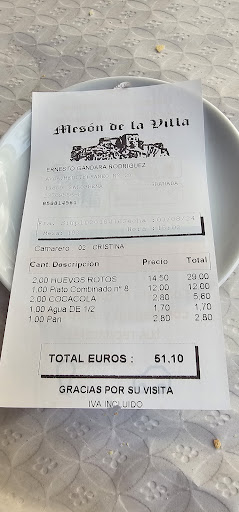 Mesón de la Villa
ERNESTO GANDARA RODRIGUEZ
Camarero 02 CRISTINA
Cant. Descripción Precio Total
2.00 HUEVOS ROTOS 14.50 29.00
1.00 Plato Combinado nº 8 12.00 12.00
2.00 COCACOLA 2.80 5.60
1.00 Agua DE 1/2 1.70 1.70
1.00 Pan 2.80 2.80
TOTAL EUROS : 51.10
GRACIAS POR SU VISITA
IVA INCLUIDO